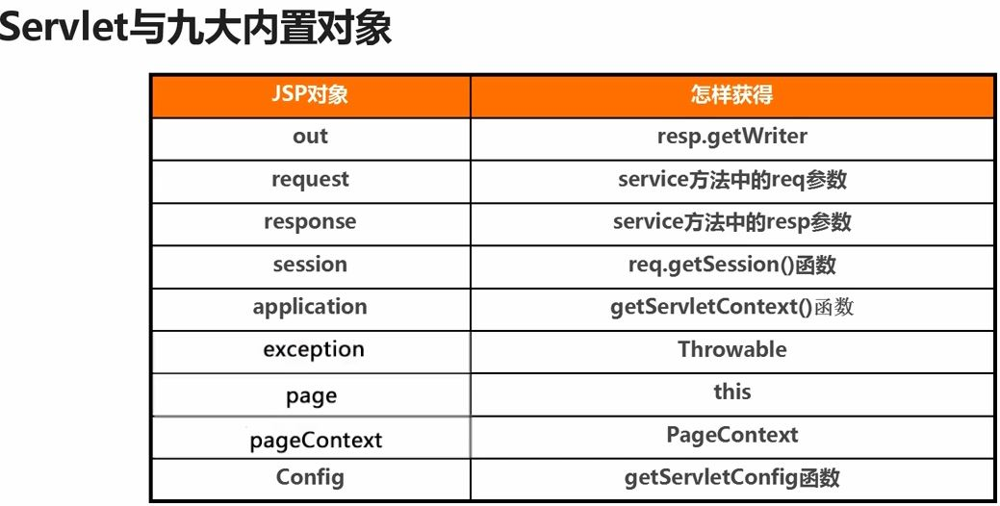 Servlet与九大内置对象
JSP对象 怎样获得
out resp.getWriter
request service方法中的req参数
response service方法中的resp参数
session req.getSession()函数
application getServletContext()函数
exception Throwable
page this
pageContext PageContext
Config getServletConfig函数